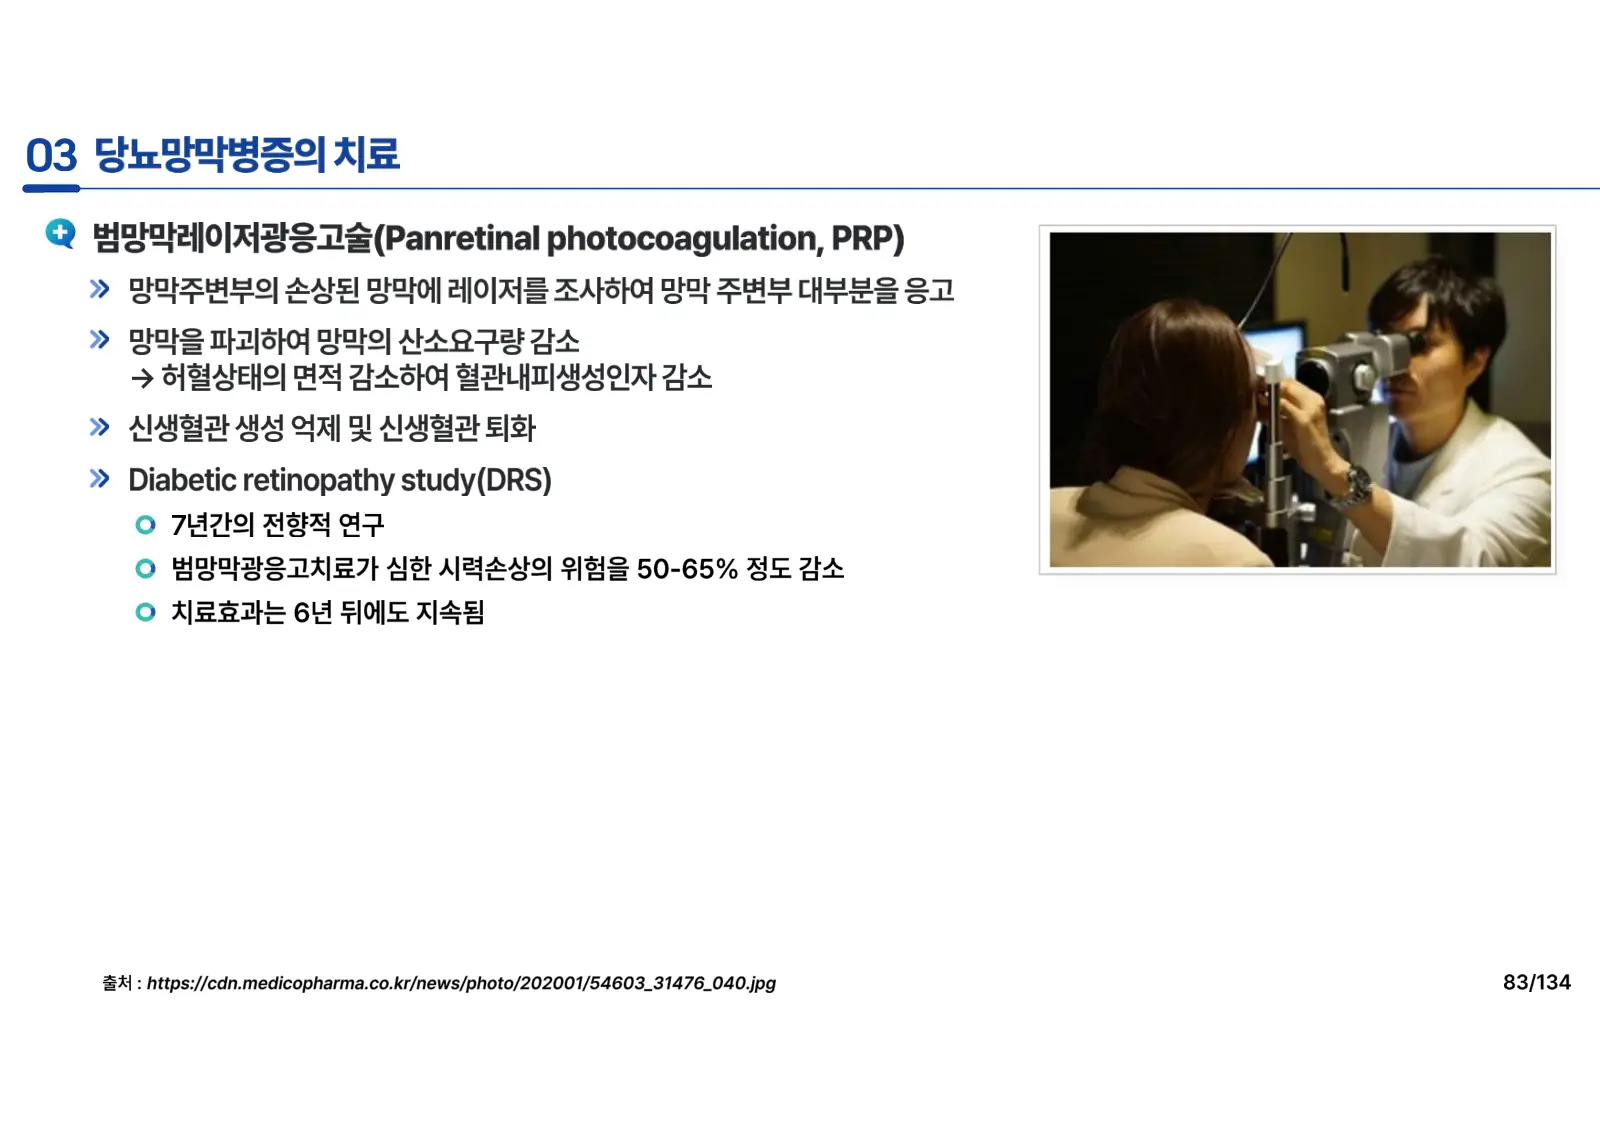 03 당뇨망막병증의 치료
범망막레이저광응고술(Panretinal photocoagulation, PRP)
망막주변부의 손상된 망막에 레이저를 조사하여 망막 주변부 대부분을 응고
망막을 파괴하여 망막의 산소요구량 감소
→ 허혈상태의 면적 감소하여 혈관내피생성인자 감소
신생혈관 생성 억제 및 신생혈관 퇴화
Diabetic retinopathy study(DRS)
7년간의 전향적 연구
범망막광응고치료가 심한 시력손상의 위험을 50-65% 정도 감소
치료효과는 6년 뒤에도 지속됨
출처 : https://cdn.medicopharma.co.kr/news/photo/202001/54603_31476_040.jpg
83/134